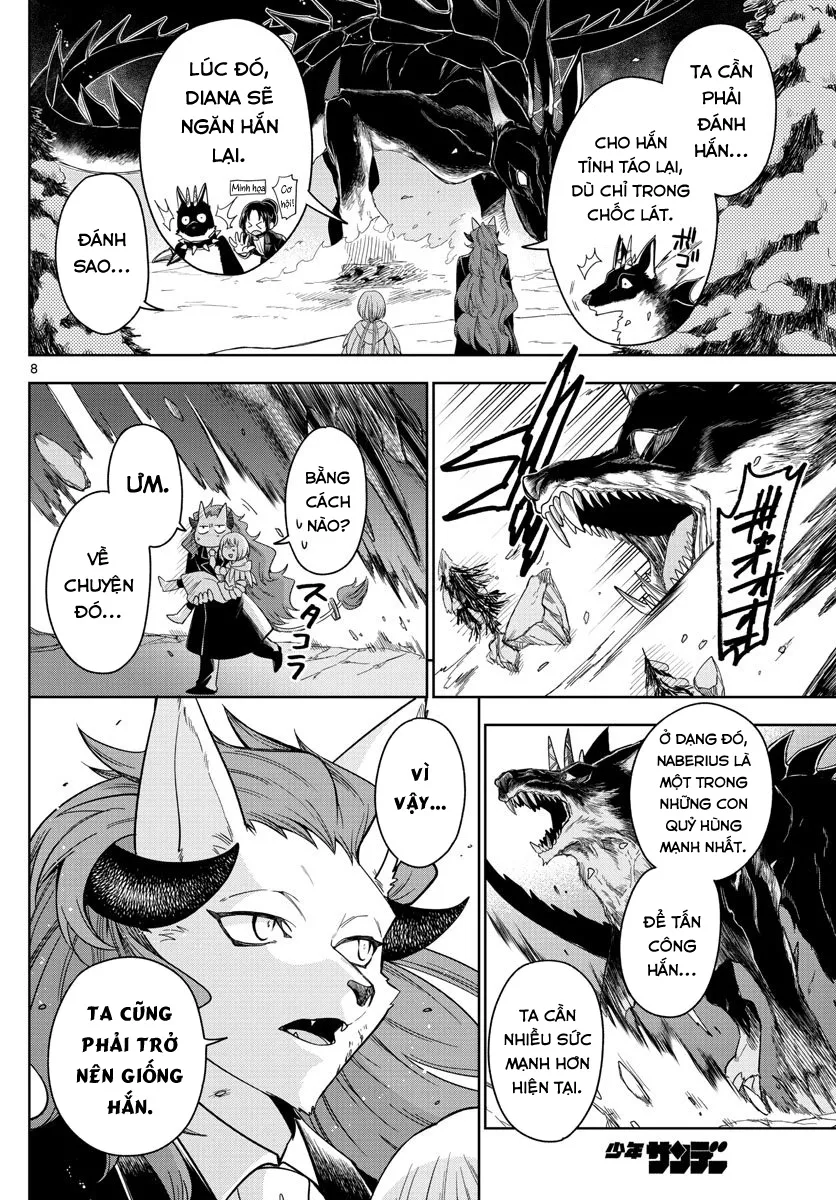 TA CẦN
PHẢI
ĐÁNH
HẮN...
CHO HẮN
TỈNH TÁO LẠI,
DÙ CHỈ TRONG
CHỐC LÁT.
ボゴ
LÚC ĐÓ,
DIANA SẼ
NGĂN HẮN
LẠI.
Minh họa
Cơ
hội!
ĐÁNH
SAO...
8
BẰNG
CÁCH
NÀO?
ƯM.
VỀ
CHUYỆN
ĐÓ...
スタコラ
Ở DẠNG ĐÓ,
NABERIUS LÀ
MỘT TRONG
NHỮNG CON
QUỶ HÙNG
MẠNH NHẤT.
ĐỂ TẤN
CÔNG
HẮN...
TA CẦN
NHIỀU SỨC
MẠNH HƠN
HIỆN TẠI.
VÌ
VẬY...
TA CŨNG
PHẢI TRỞ
NÊN GIỐNG
HẮN.
少年サンデー